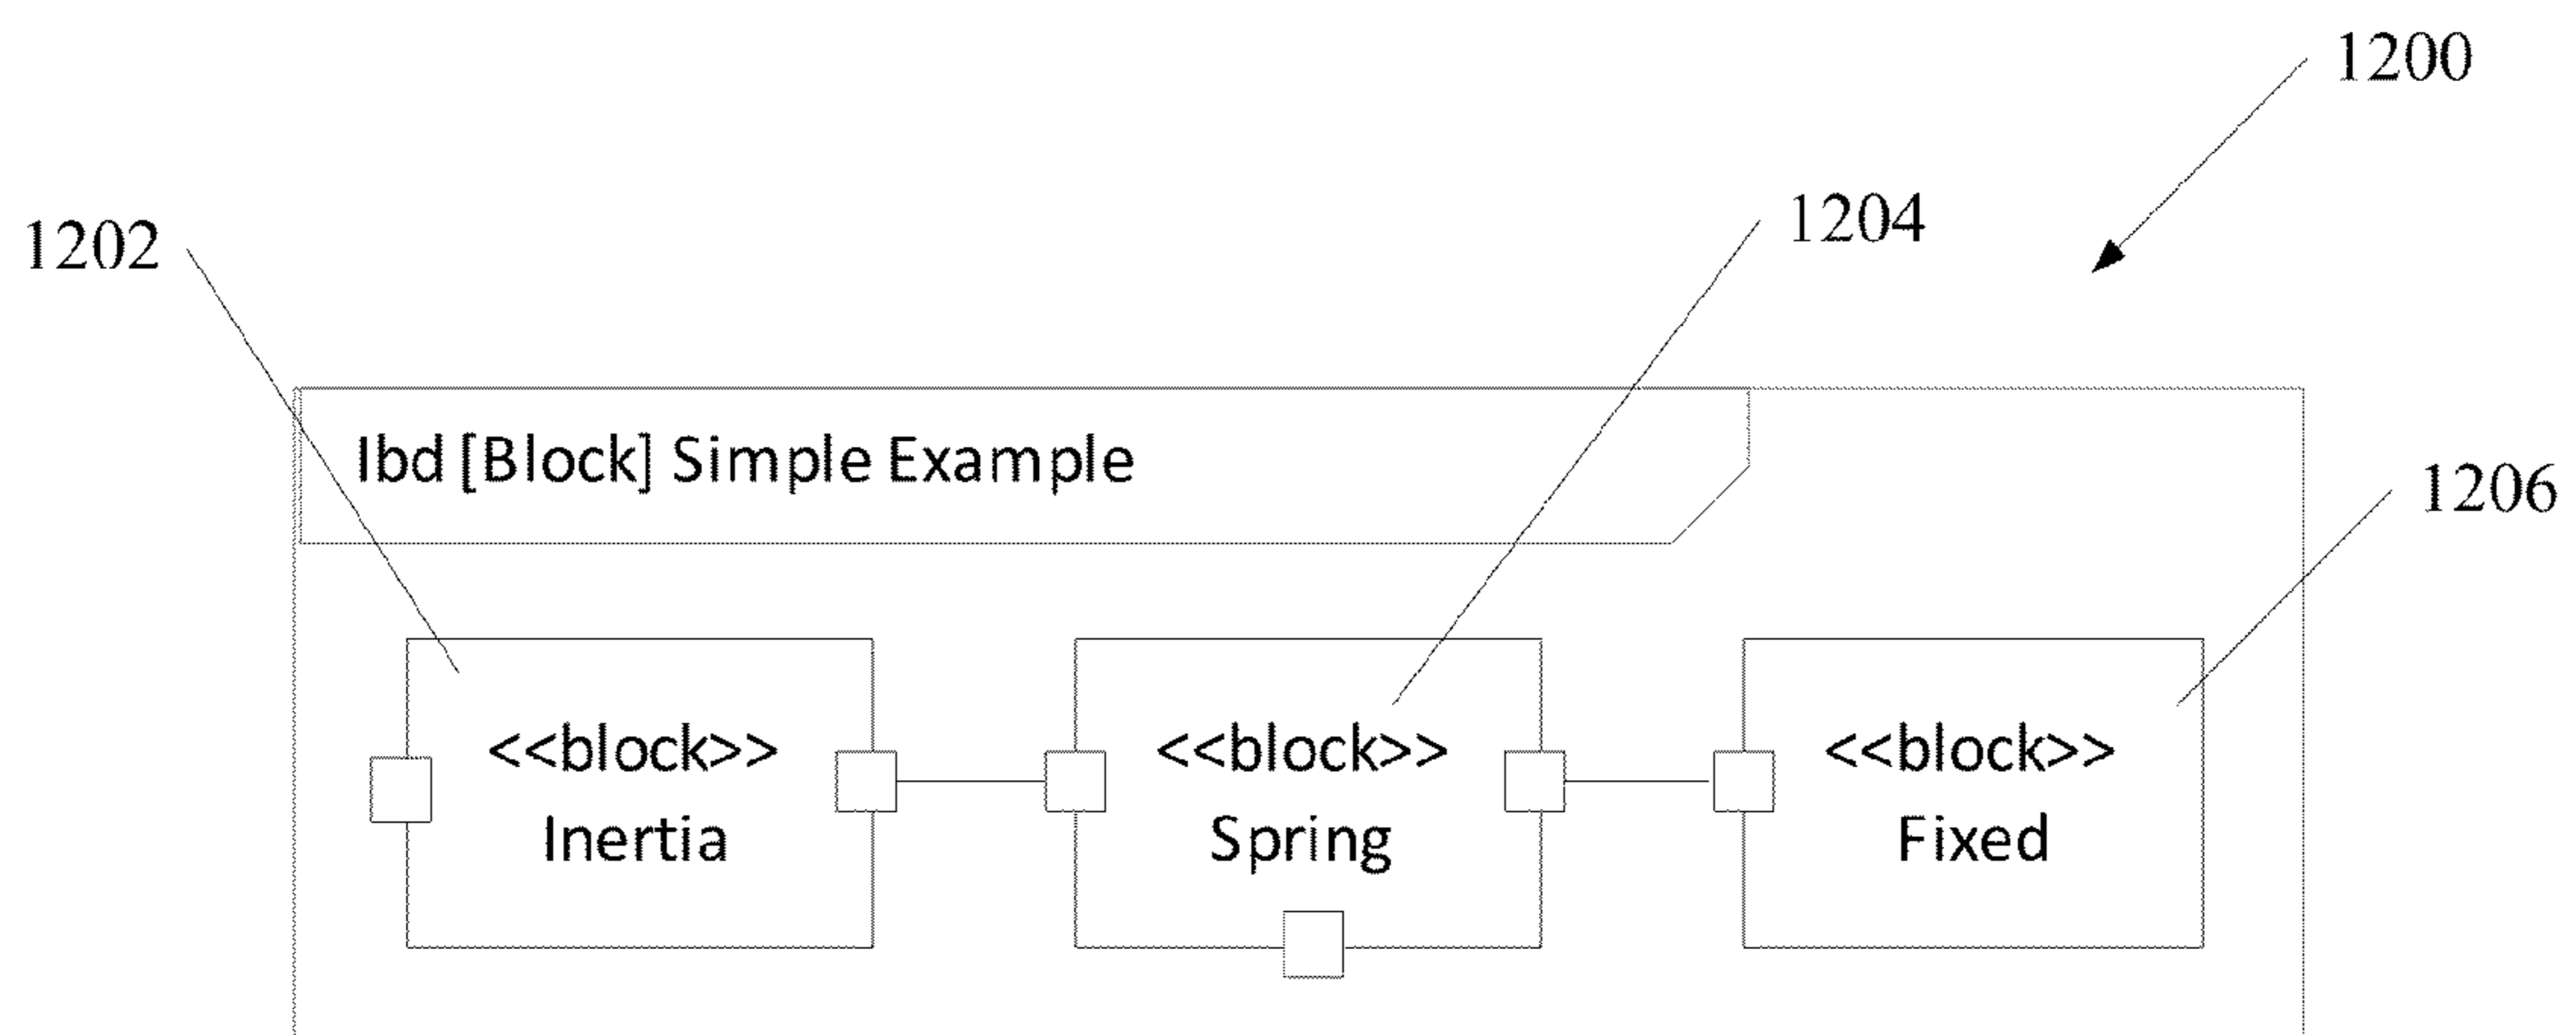 1200
1204
1202
Ibd [Block] Simple Example
1206
<<block>>
Inertia
<<block>>
Spring
<<block>>
Fixed